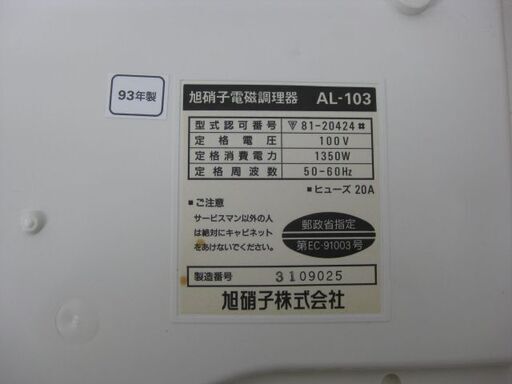 93年製
旭硝子電磁調理器 AL-103
型式認可番号 81-20424
定格電圧 100V
定格消費電力 1350W
定格周波数 50-60Hz
■ヒューズ 20A
■ご注意
サービスマン以外の人
は絶対にキャビネット
をあけないでください。
郵政省指定
第EC-91003号
製造番号 3109025
旭硝子株式会社